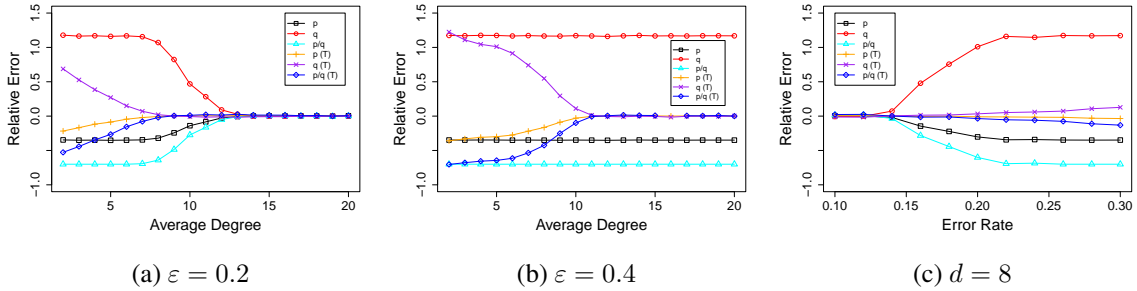 Relative Error
1.5
1.0
0.5
0.0
−1.0
5
10
15
20
Average Degree
p
q
p/q
p (T)
q (T)
p/q (T)
(a) ε = 0.2
Relative Error
1.5
1.0
0.5
0.0
−1.0
5
10
15
20
Average Degree
p
q
p/q
p (T)
q (T)
p/q (T)
(b) ε = 0.4
Relative Error
1.5
1.0
0.5
0.0
−1.0
0.10
0.15
0.20
0.25
0.30
Error Rate
p
q
p/q
p (T)
q (T)
p/q (T)
(c) d = 8